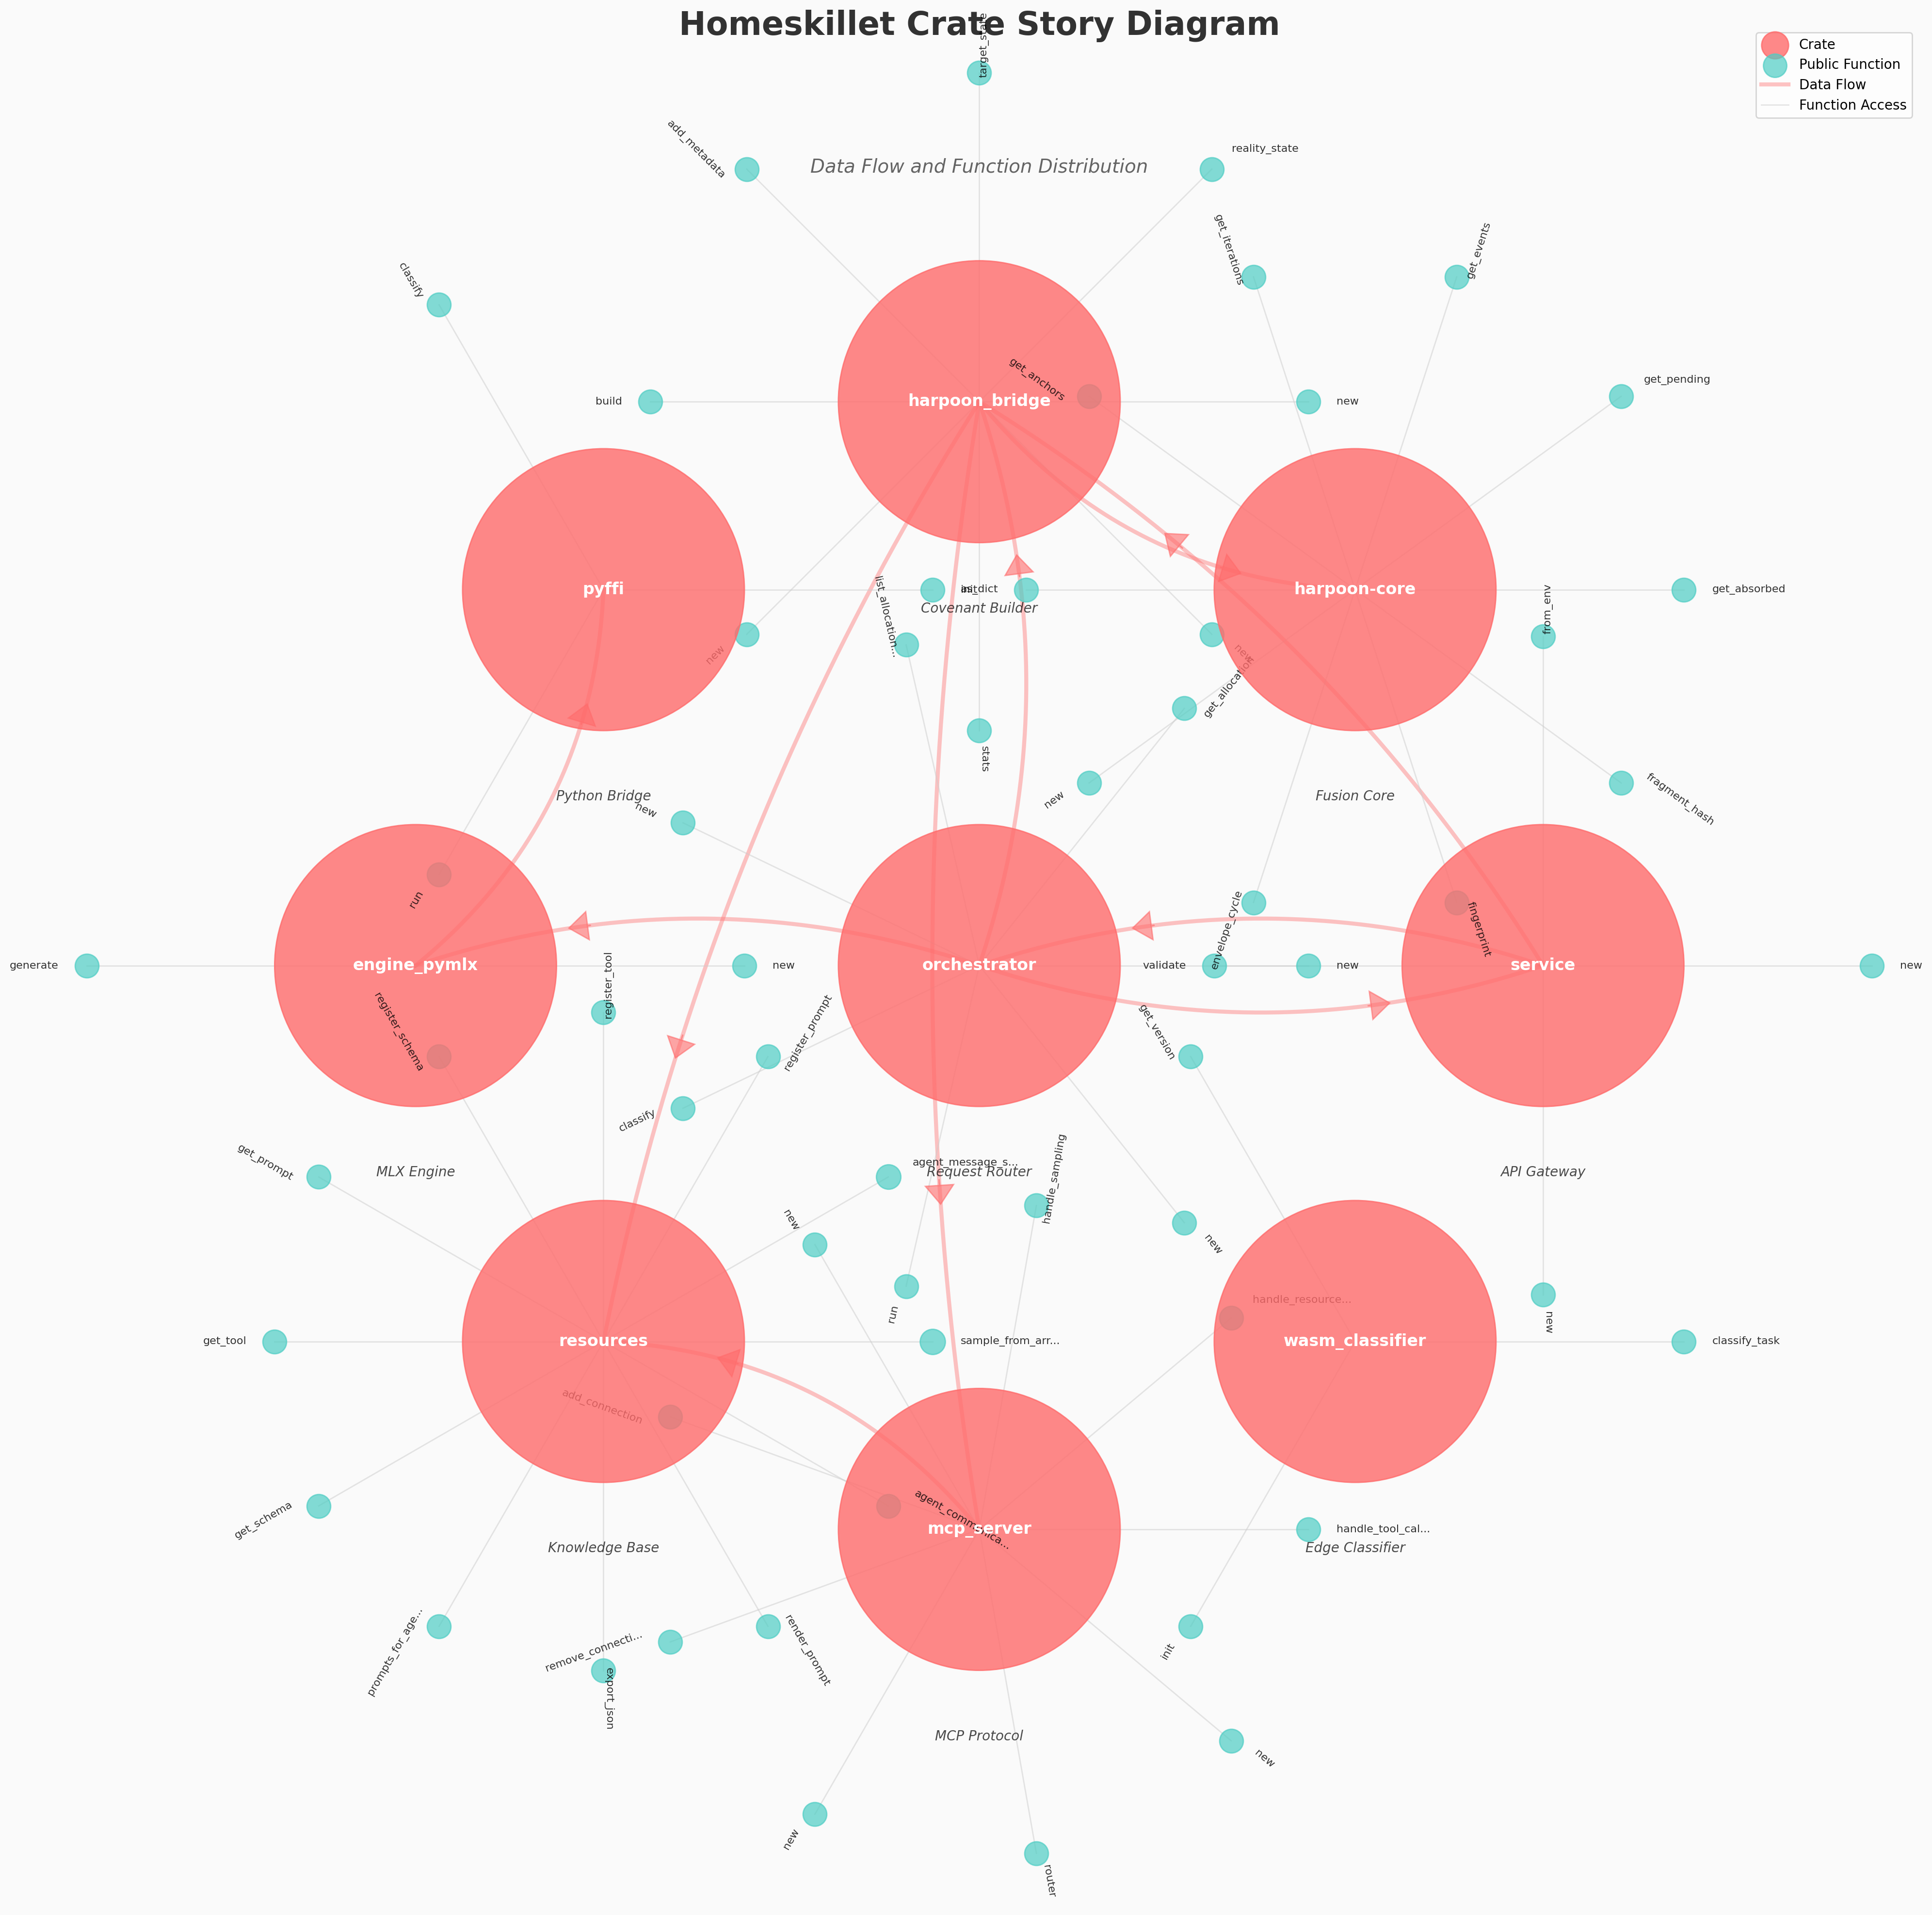 Homeskillet Crate Story Diagram
target_state
Crate
Public Function
Data Flow
Function Access
add_metadata
Data Flow and Function Distribution
reality_state
get_iterations
get_events
classify
get_anchors
get_pending
build
harpoon_bridge
new
pyffi
as_dict
harpoon-core
get_absorbed
list_allocation...
Covenant Builder
from_env
new
new
get_allocation
stats
Python Bridge
new
new
Fusion Core
fragment_hash
run
envelope_cycle
fingerprint
generate
engine_pymlx
new
orchestrator
validate
new
service
new
register_tool
register_schema
register_prompt
get_version
classify
get_prompt
MLX Engine
agent_message_s...
Request Router
handle_sampling
API Gateway
new
new
handle_resource...
run
new
get_tool
resources
sample_from_arr...
wasm_classifier
classify_task
add_connection
get_schema
Knowledge Base
agent_communica...
mcp_server
handle_tool_cal...
Edge Classifier
prompts_for_age...
remove_connecti...
render_prompt
init
export_json
MCP Protocol
new
new
router